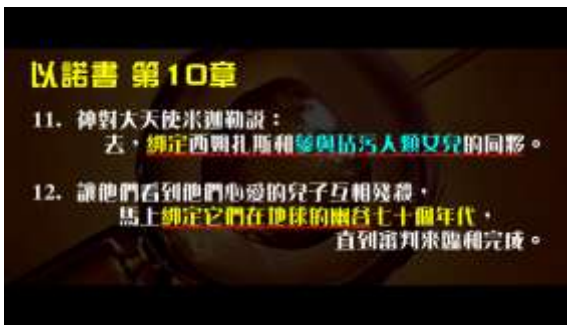 以諾書 第10章
11. 神對大天使米迦勒說：
去，綁定西姆扎斯和參與玷污人類女兒的同夥。
12. 讓他們看到他們心愛的兒子互相殘殺，
馬上綁定它們在地球的幽谷七十個年代，
直到審判來臨和完成。